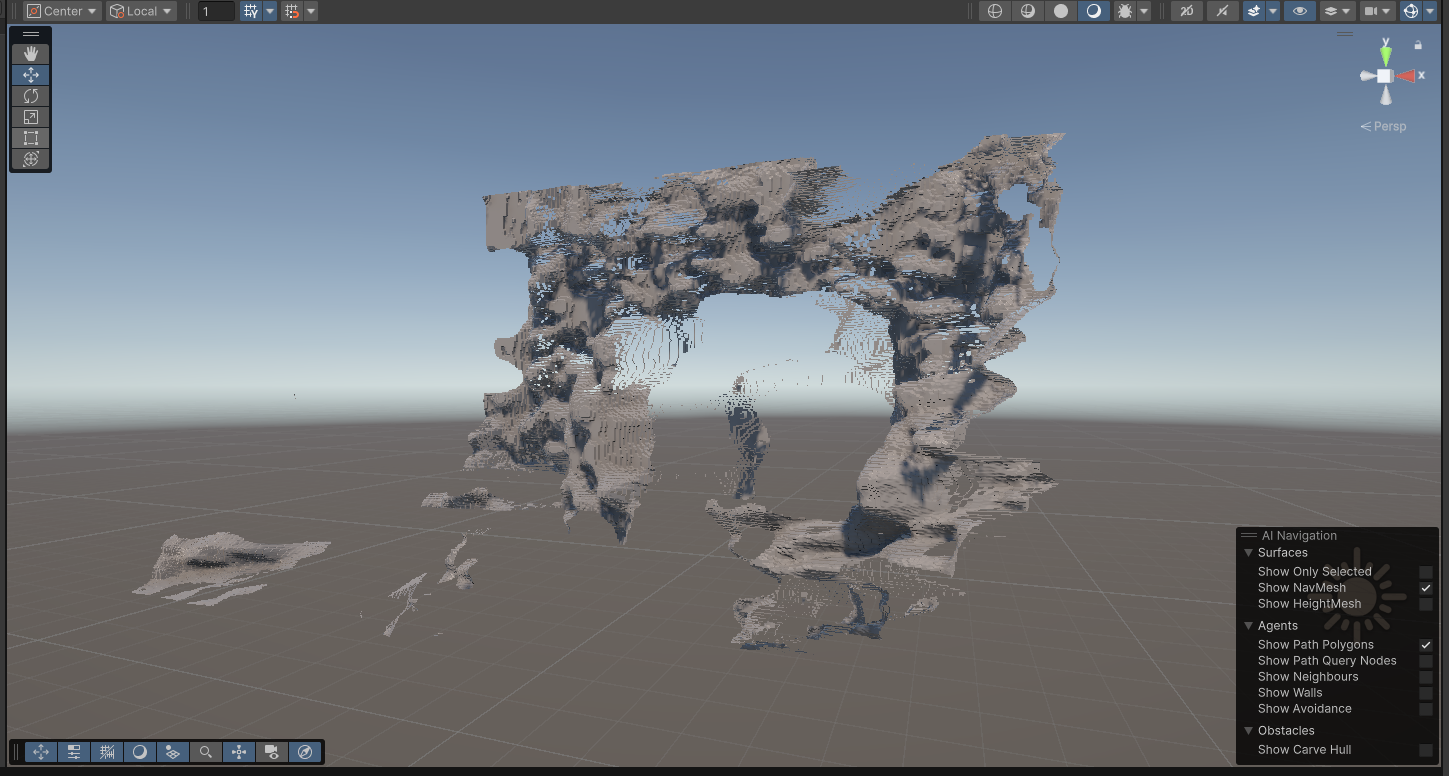 Center
Local
1
2D
y
x
Persp
AI Navigation
Surfaces
Show Only Selected
Show NavMesh
Show HeightMesh
Agents
Show Path Polygons
Show Path Query Nodes
Show Neighbours
Show Walls
Show Avoidance
Obstacles
Show Carve Hull